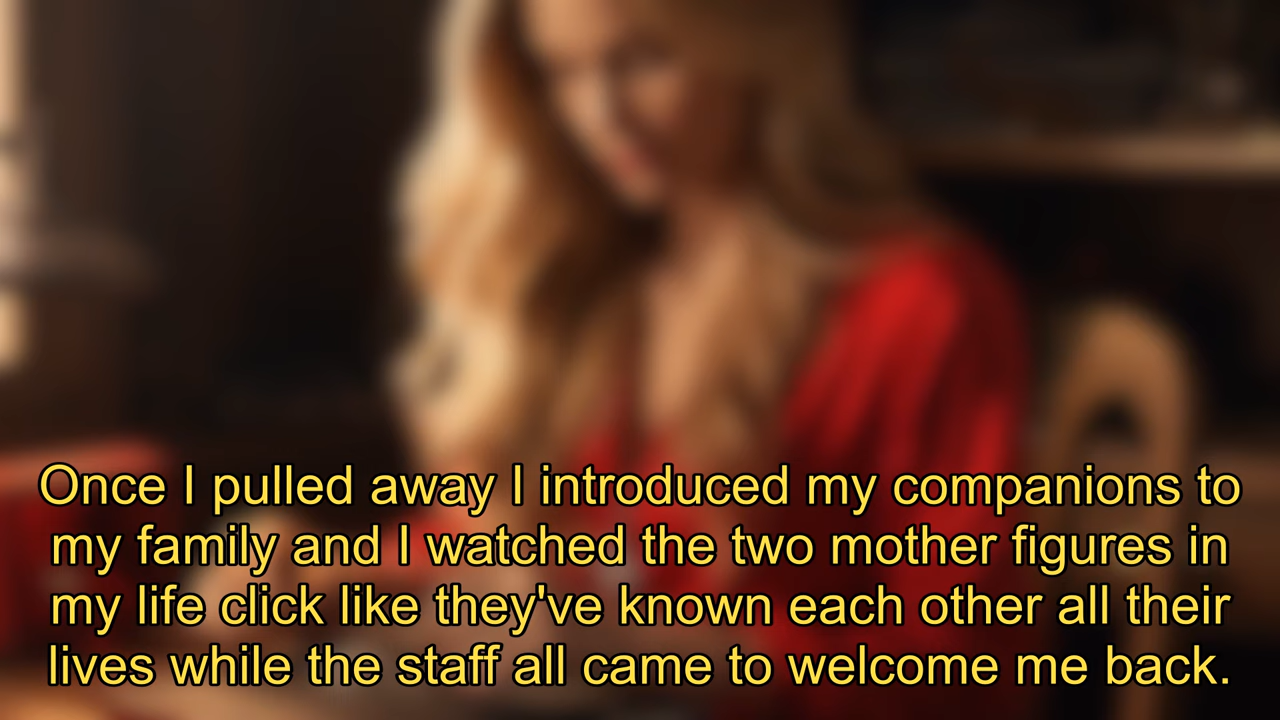 Once I pulled away I introduced my companions to
my family and I watched the two mother figures in
my life click like they've known each other all their
lives while the staff all came to welcome me back.